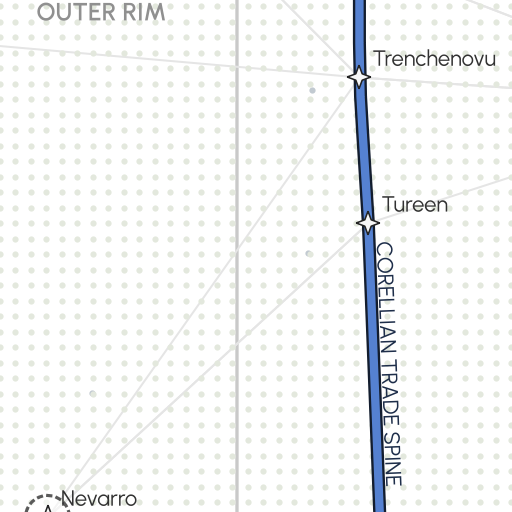 OUTER RIM
Trenchenovu
Tureen
CORELLIAN TRADE SPINE
Nevarro